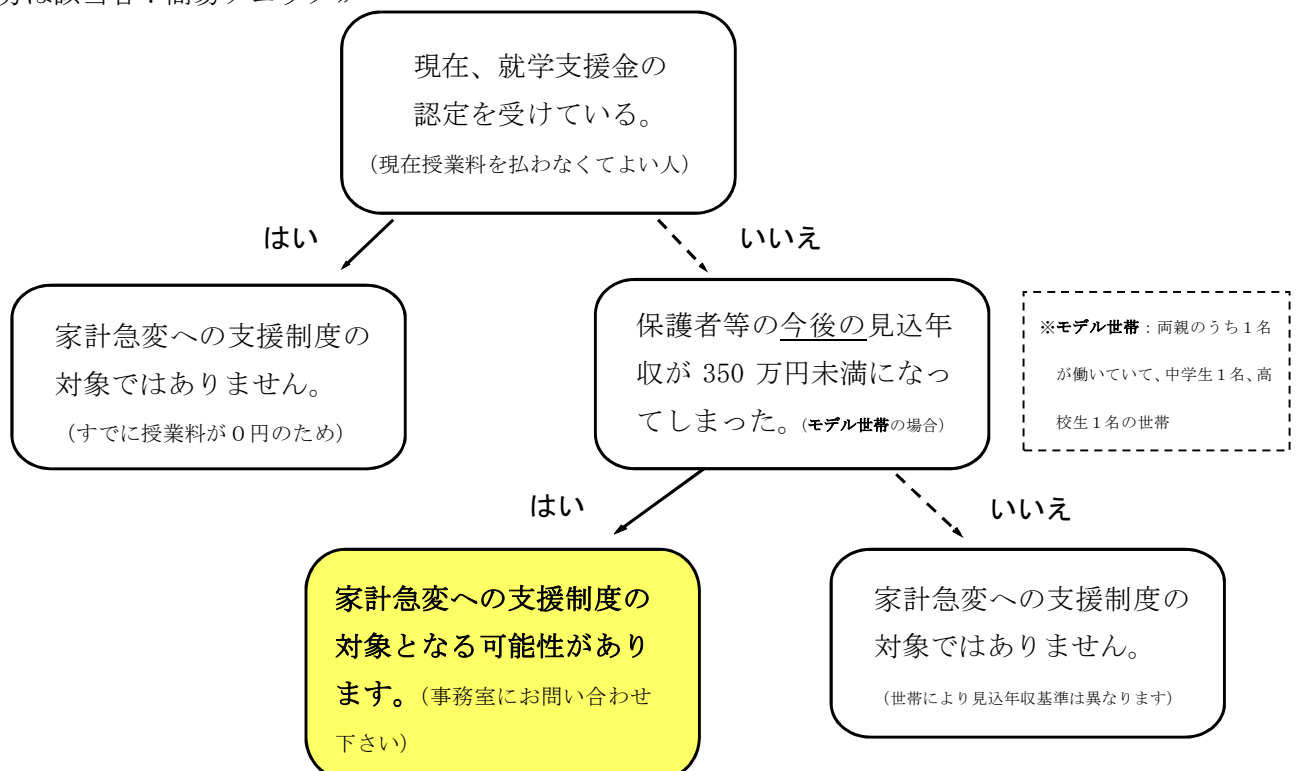 現在、就学支援金の
認定を受けている。
（現在授業料を払わなくてよい人）
はい
いいえ
家計急変への支援制度の
対象ではありません。
（すでに授業料が０円のため）
保護者等の今後の見込年
収が 350 万円未満になっ
てしまった。（モデル世帯の場合）
※モデル世帯：両親のうち１名
が働いていて、中学生１名、高
校生１名の世帯
はい
いいえ
家計急変への支援制度の
対象となる可能性があり
ます。（事務室にお問い合わせ
下さい）
家計急変への支援制度の
対象ではありません。
（世帯により見込年収基準は異なります）